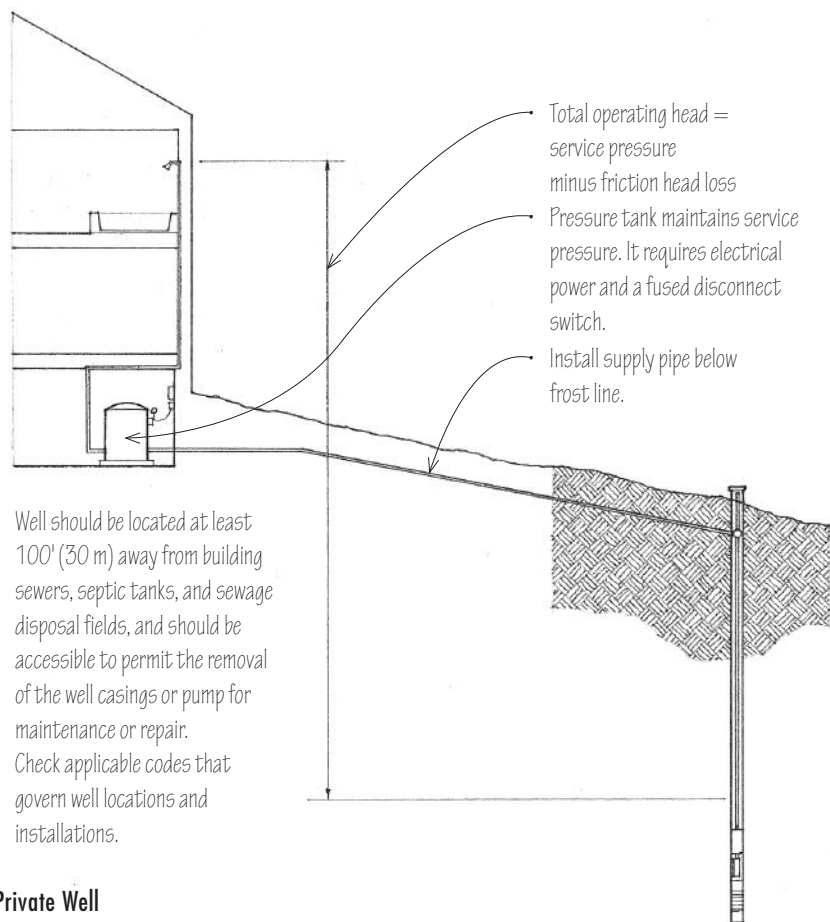 • Total operating head =
service pressure
minus friction head loss
• Pressure tank maintains service
pressure. It requires electrical
power and a fused disconnect
switch.
• Install supply pipe below
frost line.
Well should be located at least
100' (30 m) away from building
sewers, septic tanks, and sewage
disposal fields, and should be
accessible to permit the removal
of the well casings or pump for
maintenance or repair.
Check applicable codes that
govern well locations and
installations.
Private Well